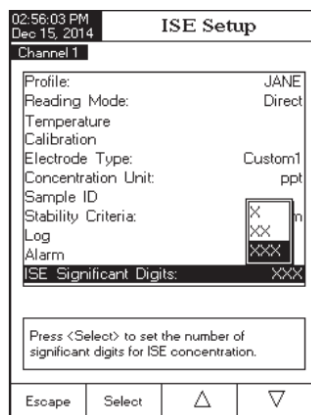 02:56:03 PM
Dec 15, 2014
ISE Setup
Channel 1
Profile: JANE
Reading Mode: Direct
Temperature
Calibration
Electrode Type: Custom1
Concentration Unit: ppt
Sample ID
Stability Criteria: m
X
XX
XXX
Log
Alarm
ISE Significant Digits: XXX
Press <Select> to set the number of
significant digits for ISE concentration.
Escape Select △ ▽